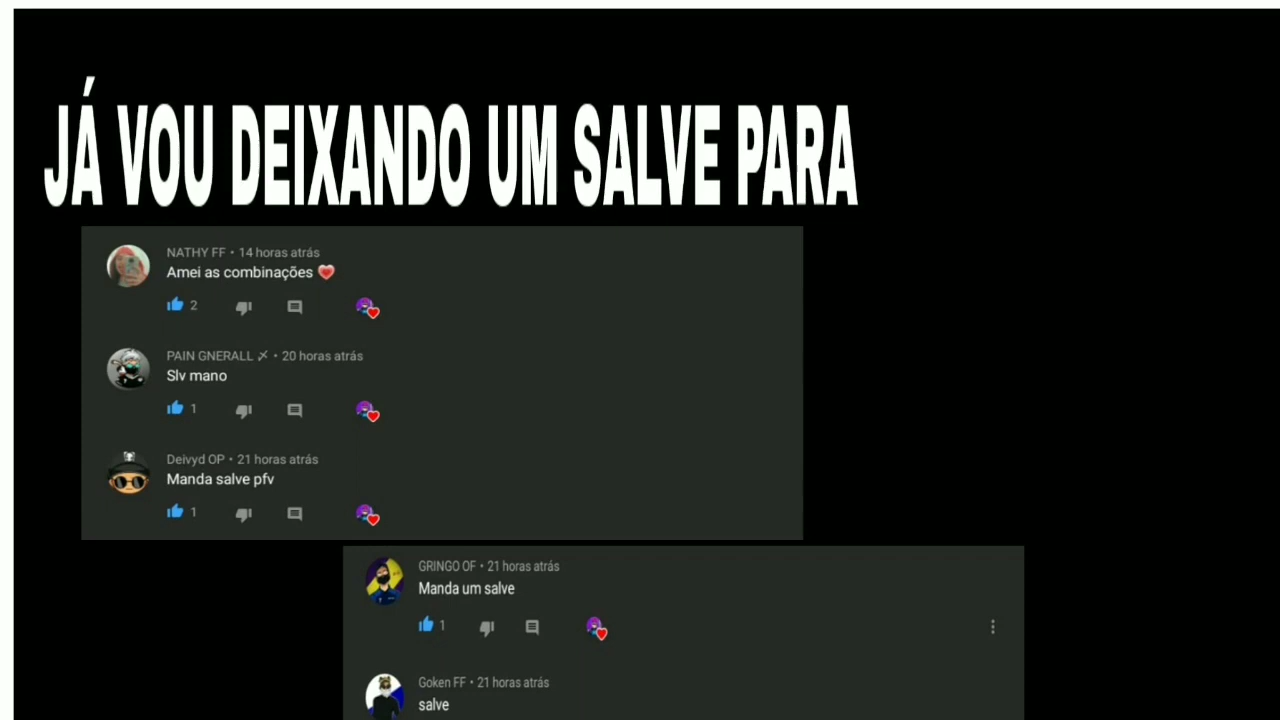 JÁ VOU DEIXANDO UM SALVE PARA
NATHY FF • 14 horas atrás
Amei as combinações ❤️
2
PAIN GNERALL 〆 • 20 horas atrás
Slv mano
1
Deivyd OP • 21 horas atrás
Manda salve pfv
1
GRINGO OF • 21 horas atrás
Manda um salve
1
Goken FF • 21 horas atrás
salve